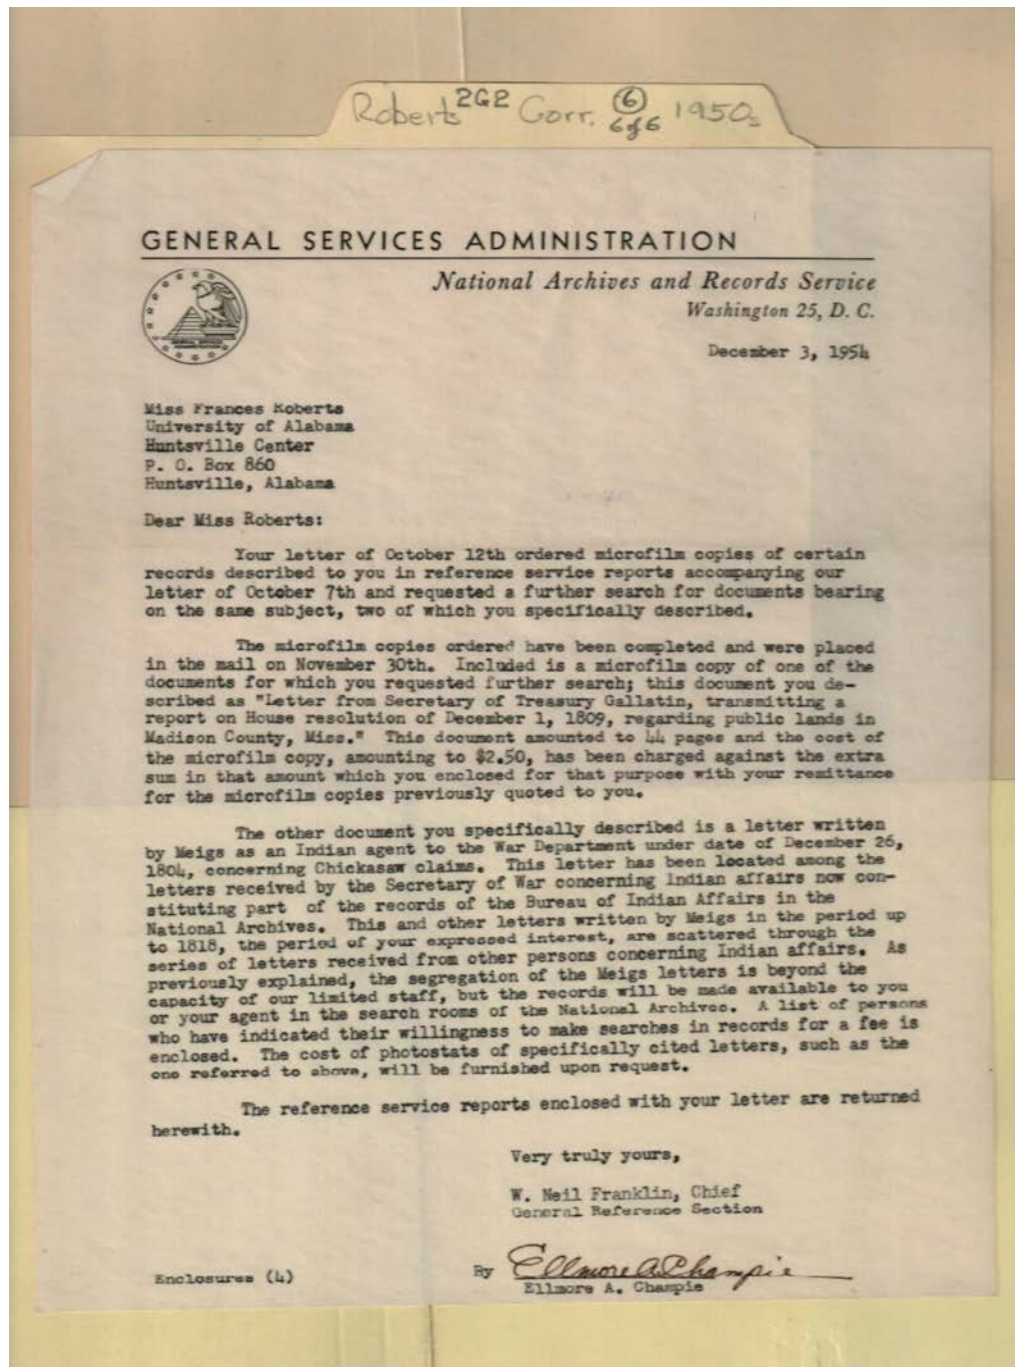 Roberts 2G2 Corr. 6 1950s
6 of 6
GENERAL SERVICES ADMINISTRATION
National Archives and Records Service
Washington 25, D. C.
December 3, 1954
Miss Frances Roberts
University of Alabama
Huntsville Center
P. O. Box 860
Huntsville, Alabama
Dear Miss Roberts:
Your letter of October 12th ordered microfilm copies of certain
records described to you in reference service reports accompanying our
letter of October 7th and requested a further search for documents bearing
on the same subject, two of which you specifically described.
The microfilm copies ordered have been completed and were placed
in the mail on November 30th. Included is a microfilm copy of one of the
documents for which you requested further search; this document you de-
scribed as "Letter from Secretary of Treasury Gallatin, transmitting a
report on House resolution of December 1, 1809, regarding public lands in
Madison County, Miss." This document amounted to 44 pages and the cost of
the microfilm copy, amounting to $2.50, has been charged against the extra
sum in that amount which you enclosed for that purpose with your remittance
for the microfilm copies previously quoted to you.
The other document you specifically described is a letter written
by Meigs as an Indian agent to the War Department under date of December 26,
1804, concerning Chickasaw claims. This letter has been located among the
letters received by the Secretary of War concerning Indian affairs now con-
stituting part of the records of the Bureau of Indian Affairs in the
National Archives. This and other letters written by Meigs in the period up
to 1818, the period of your expressed interest, are scattered through the
series of letters received from other persons concerning Indian affairs. As
previously explained, the segregation of the Meigs letters is beyond the
capacity of our limited staff, but the records will be made available to you
or your agent in the search rooms of the National Archives. A list of persons
who have indicated their willingness to make searches in records for a fee is
enclosed. The cost of photostats of specifically cited letters, such as the
one referred to above, will be furnished upon request.
The reference service reports enclosed with your letter are returned
herewith.
Very truly yours,
W. Neil Franklin, Chief
General Reference Section
Enclosures (4)
By Ellmore A. Champie
Ellmore A. Champie